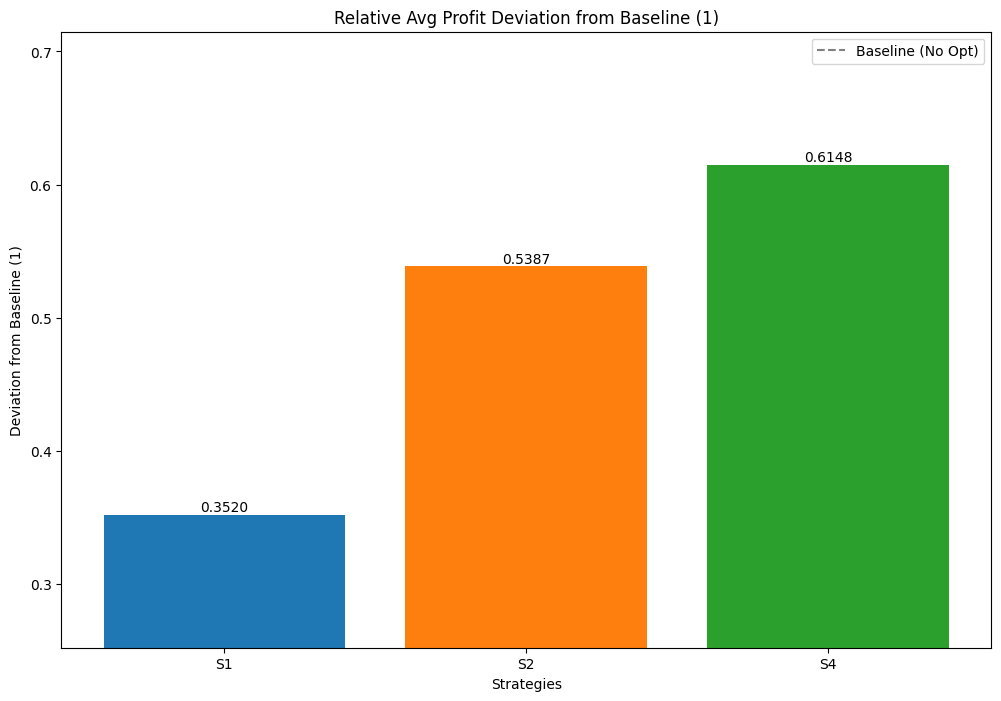 Relative Avg Profit Deviation from Baseline (1)
Baseline (No Opt)
Deviation from Baseline (1)
0.7
0.6
0.5
0.4
0.3
0.3520
0.5387
0.6148
S1
S2
S4
Strategies